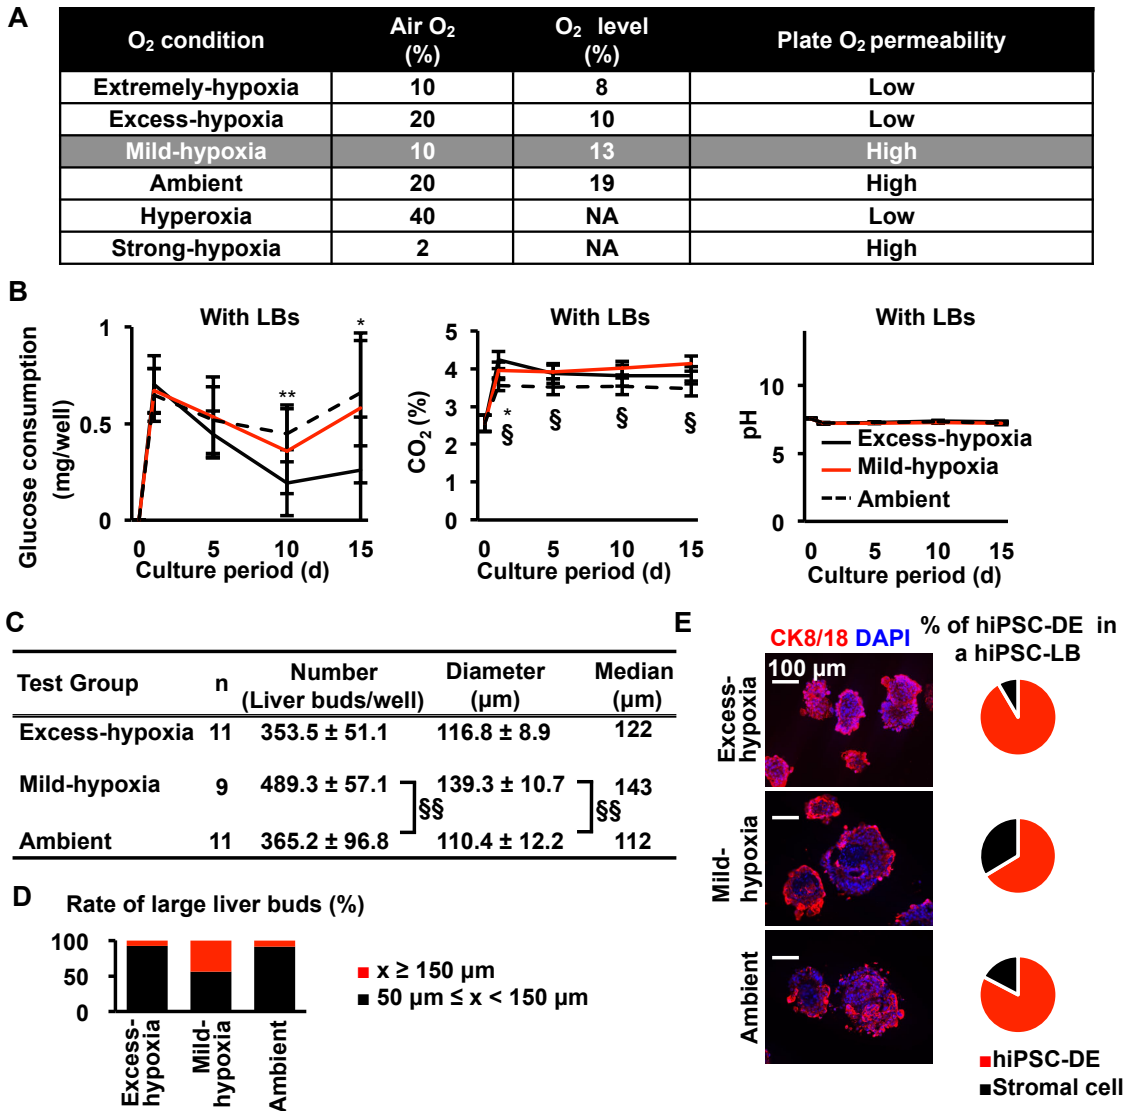 A
O2 condition Air O2 (%) O2 level (%) Plate O2 permeability
Extremely-hypoxia 10 8 Low
Excess-hypoxia 20 10 Low
Mild-hypoxia 10 13 High
Ambient 20 19 High
Hyperoxia 40 NA Low
Strong-hypoxia 2 NA High
B
With LBs
Glucose consumption
(mg/well)
1
0.5
0
* 
**
0 5 10 15
Culture period (d)
With LBs
CO2 (%)
5
4
3
2
1
0
*
§ § § §
0 5 10 15
Culture period (d)
With LBs
pH
10
5
0
Excess-hypoxia
Mild-hypoxia
Ambient
0 5 10 15
Culture period (d)
C
Test Group n Number (Liver buds/well) Diameter (µm) Median (µm)
Excess-hypoxia 11 353.5 ± 51.1 116.8 ± 8.9 122
Mild-hypoxia 9 489.3 ± 57.1 139.3 ± 10.7 143
§§ §§
Ambient 11 365.2 ± 96.8 110.4 ± 12.2 112
D
Rate of large liver buds (%)
100
50
0
Excess-
hypoxia
Mild-
hypoxia
Ambient
x ≥ 150 µm
50 µm ≤ x < 150 µm
E
CK8/18 DAPI
% of hiPSC-DE in
a hiPSC-LB
100 µm
Excess-
hypoxia
Mild-
hypoxia
Ambient
hiPSC-DE
Stromal cell